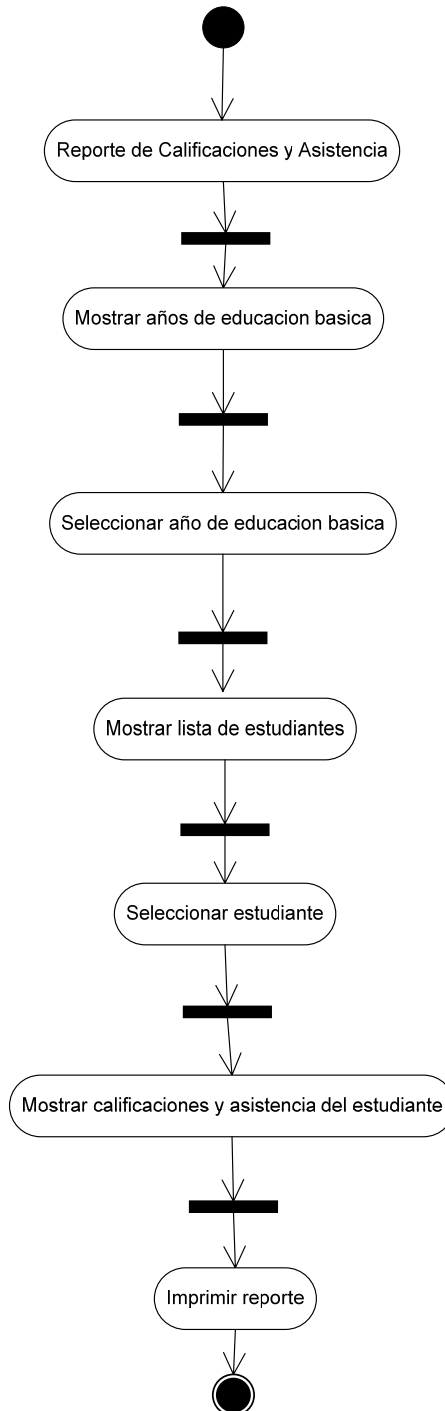 Reporte de Calificaciones y Asistencia
Mostrar años de educacion basica
Seleccionar año de educacion basica
Mostrar lista de estudiantes
Seleccionar estudiante
Mostrar calificaciones y asistencia del estudiante
Imprimir reporte